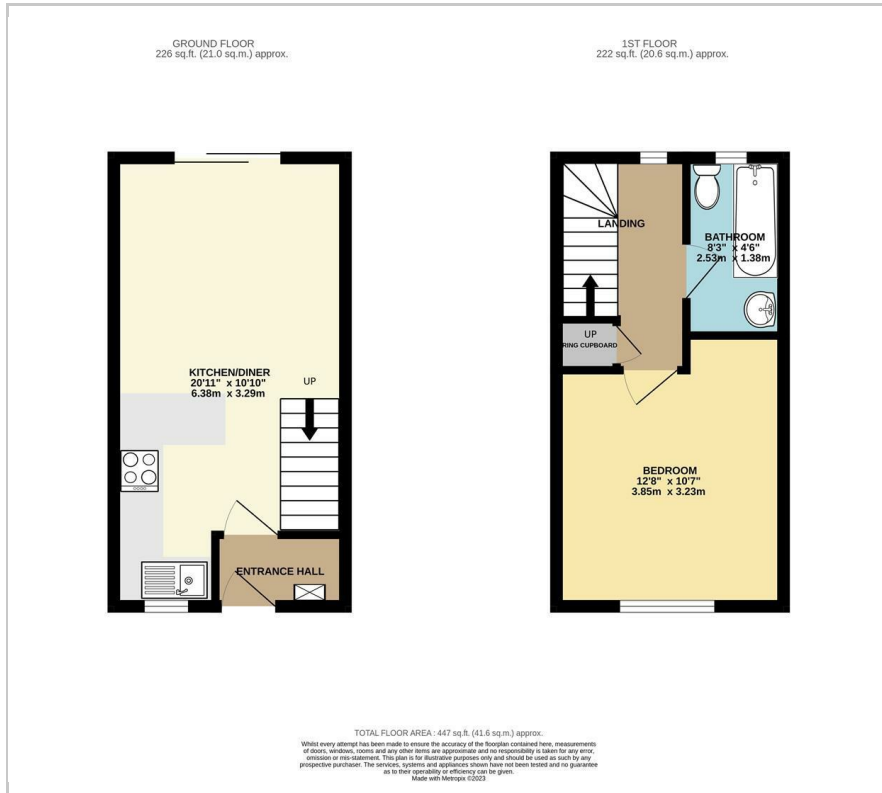 GROUND FLOOR
226 sq.ft. (21.0 sq.m.) approx.
1ST FLOOR
222 sq.ft. (20.6 sq.m.) approx.
KITCHEN/DINER
20'11" x 10'10"
6.38m x 3.29m
UP
ENTRANCE HALL
LANDING
BATHROOM
8'3" x 4'6"
2.53m x 1.38m
UP
RING CUPBOARD
BEDROOM
12'8" x 10'7"
3.85m x 3.23m
TOTAL FLOOR AREA : 447 sq.ft. (41.6 sq.m.) approx.
Whilst every attempt has been made to ensure the accuracy of the floorplan contained here, measurements
of doors, windows, rooms and any other items are approximate and no responsibility is taken for any error,
omission or mis-statement. This plan is for illustrative purposes only and should be used as such by any
prospective purchaser. The services, systems and appliances shown have not been tested and no guarantee
as to their operability or efficiency can be given.
Made with Metropix ©2023